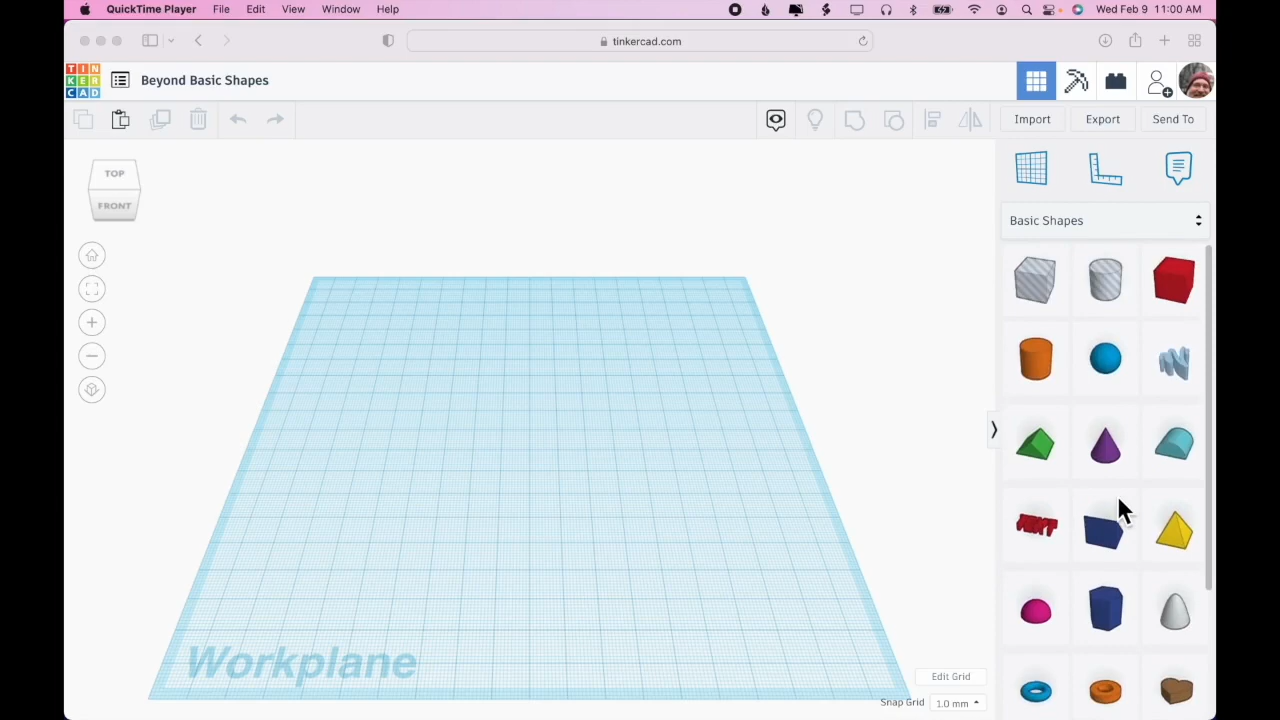 QuickTime Player File Edit View Window Help Wed Feb 9 11:00 AM
tinkercad.com
TIN
KER
CAD
Beyond Basic Shapes
Import Export Send To
TOP
FRONT
Basic Shapes
TEXT
Workplane
Edit Grid
Snap Grid 1.0 mm